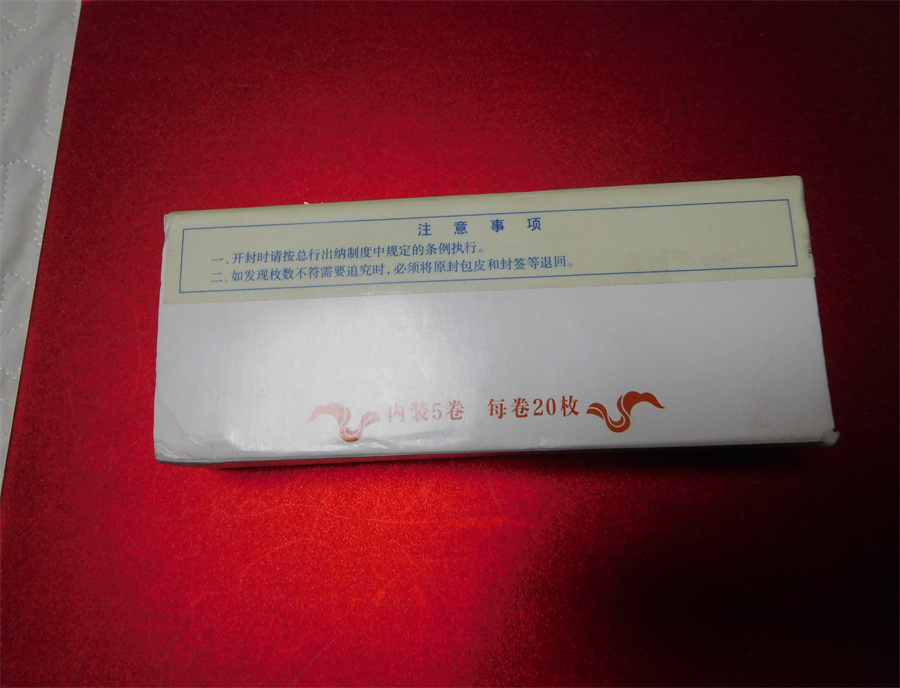 注意事项
一、开封时请按总行出纳制度中规定的条例执行。
二、如发现枚数不符需要追究时,必须将原封包皮和封签等退回。
内装5卷 每卷20枚